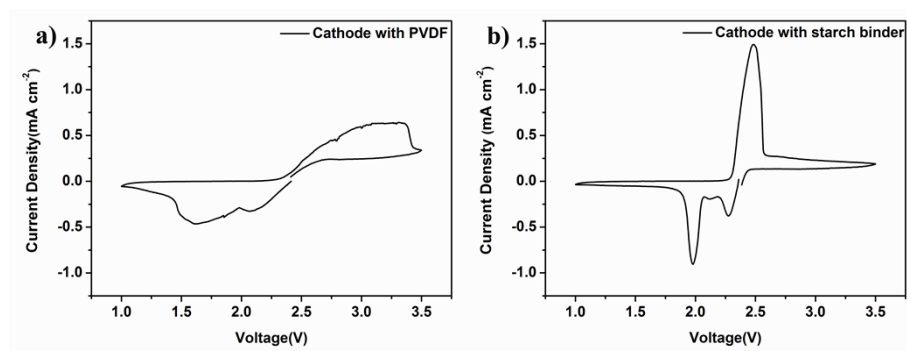 a)
Cathode with PVDF
1.5
1.0
0.5
0.0
-0.5
-1.0
Current Density(mA cm-2)
1.0 1.5 2.0 2.5 3.0 3.5
Voltage(V)
b)
Cathode with starch binder
1.5
1.0
0.5
0.0
-0.5
-1.0
Current Density (mA cm-2)
1.0 1.5 2.0 2.5 3.0 3.5
Voltage(V)